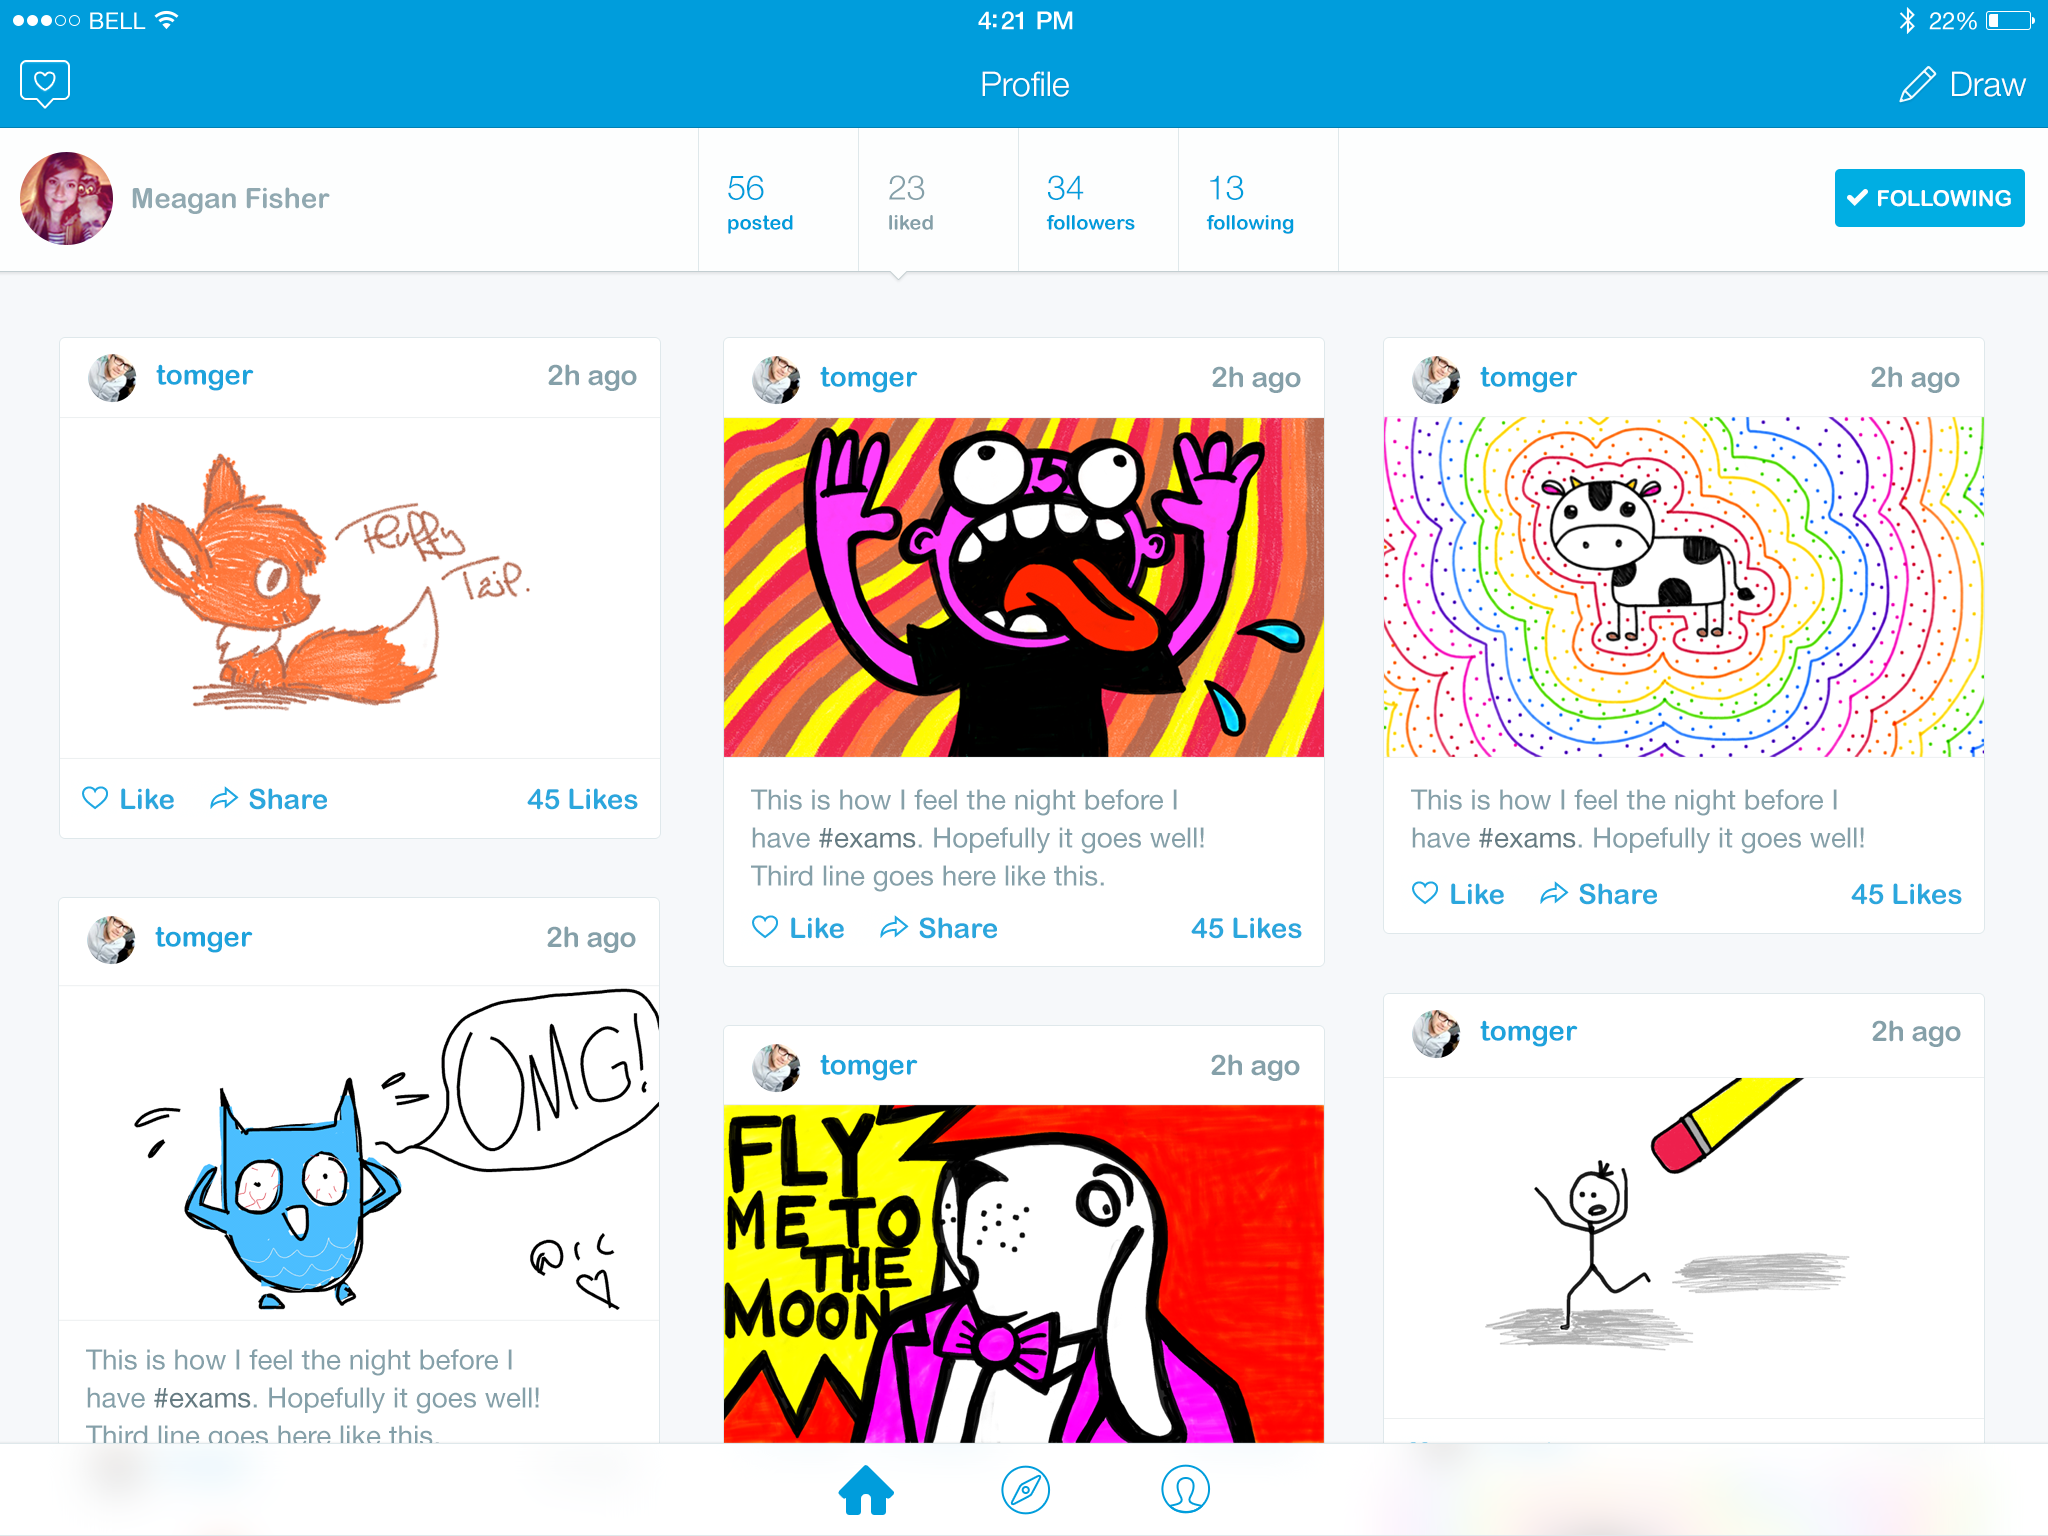 BELL
4:21 PM
22%
Profile
Draw
Meagan Fisher
56
posted
23
liked
34
followers
13
following
FOLLOWING
tomger
2h ago
Fluffy
Tail.
Like
Share
45 Likes
tomger
2h ago
OMG!
This is how I feel the night before I
have #exams. Hopefully it goes well!
Third line goes here like this.
tomger
2h ago
This is how I feel the night before I
have #exams. Hopefully it goes well!
Third line goes here like this.
Like
Share
45 Likes
tomger
2h ago
FLY
ME TO
THE
MOON
tomger
2h ago
This is how I feel the night before I
have #exams. Hopefully it goes well!
Like
Share
45 Likes
tomger
2h ago